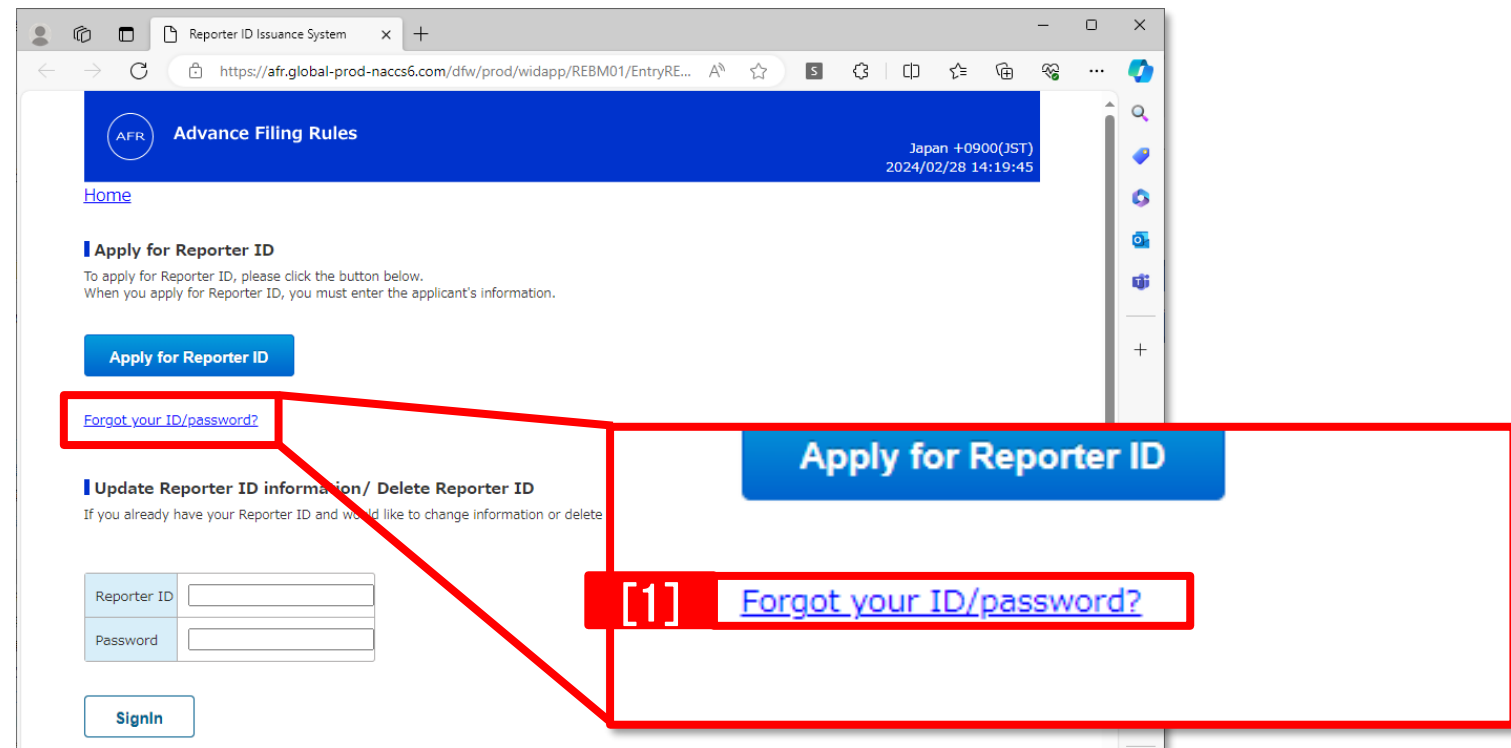 Reporter ID Issuance System
https://afr.global-prod-naccs6.com/dfw/prod/widapp/REBM01/EntryRE...
AFR
Advance Filing Rules
Japan +0900(JST)
2024/02/28 14:19:45
Home
Apply for Reporter ID
To apply for Reporter ID, please click the button below.
When you apply for Reporter ID, you must enter the applicant's information.
Apply for Reporter ID
Forgot your ID/password?
Update Reporter ID information/ Delete Reporter ID
If you already have your Reporter ID and would like to change information or delete
Reporter ID
Password
SignIn
Apply for Reporter ID
[1]
Forgot your ID/password?